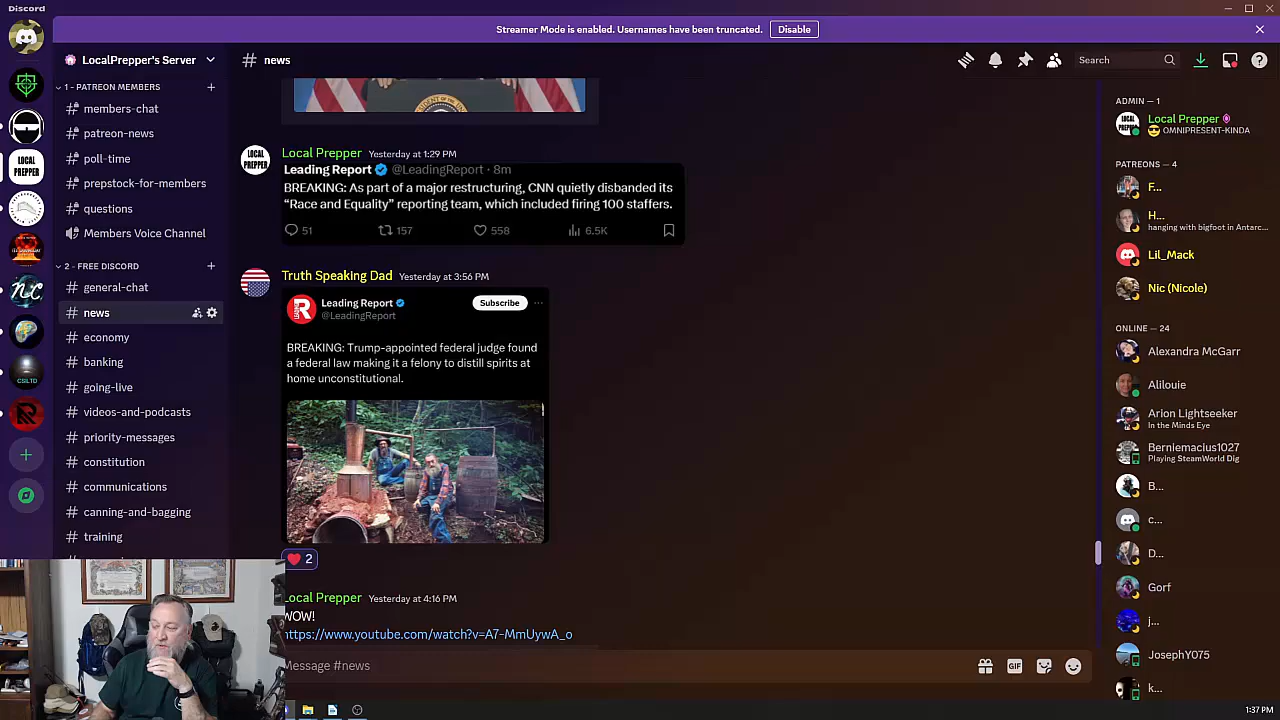 Discord
Streamer Mode is enabled. Usernames have been truncated.
Disable
LocalPrepper's Server
# news
Search
1 - PATREON MEMBERS
members-chat
patreon-news
poll-time
prepstock-for-members
questions
Members Voice Channel
2 - FREE DISCORD
general-chat
# news
# economy
# banking
# going-live
# videos-and-podcasts
# priority-messages
# constitution
# communications
# canning-and-bagging
# training
LOCAL
PREPPER
Local Prepper Yesterday at 1:29 PM
Leading Report @LeadingReport · 8m
BREAKING: As part of a major restructuring, CNN quietly disbanded its
“Race and Equality” reporting team, which included firing 100 staffers.
51 157 558 6.5K
Truth Speaking Dad Yesterday at 3:56 PM
Leading Report
@LeadingReport
Subscribe
BREAKING: Trump-appointed federal judge found
a federal law making it a felony to distill spirits at
home unconstitutional.
2
Local Prepper Yesterday at 4:16 PM
WOW!
https://www.youtube.com/watch?v=A7-MmUywA_o
Message #news
GIF
ADMIN — 1
Local Prepper
OMNIPRESENT-KINDA
PATREONS — 4
F...
H...
hanging with bigfoot in Antarc...
Lil_Mack
Nic (Nicole)
ONLINE — 24
Alexandra McGarr
Alilouie
Arion Lightseeker
In the Minds Eye
Berniemacius1027
Playing SteamWorld Dig
B...
c...
D...
Gorf
j...
JosephY075
k...
1:37 PM